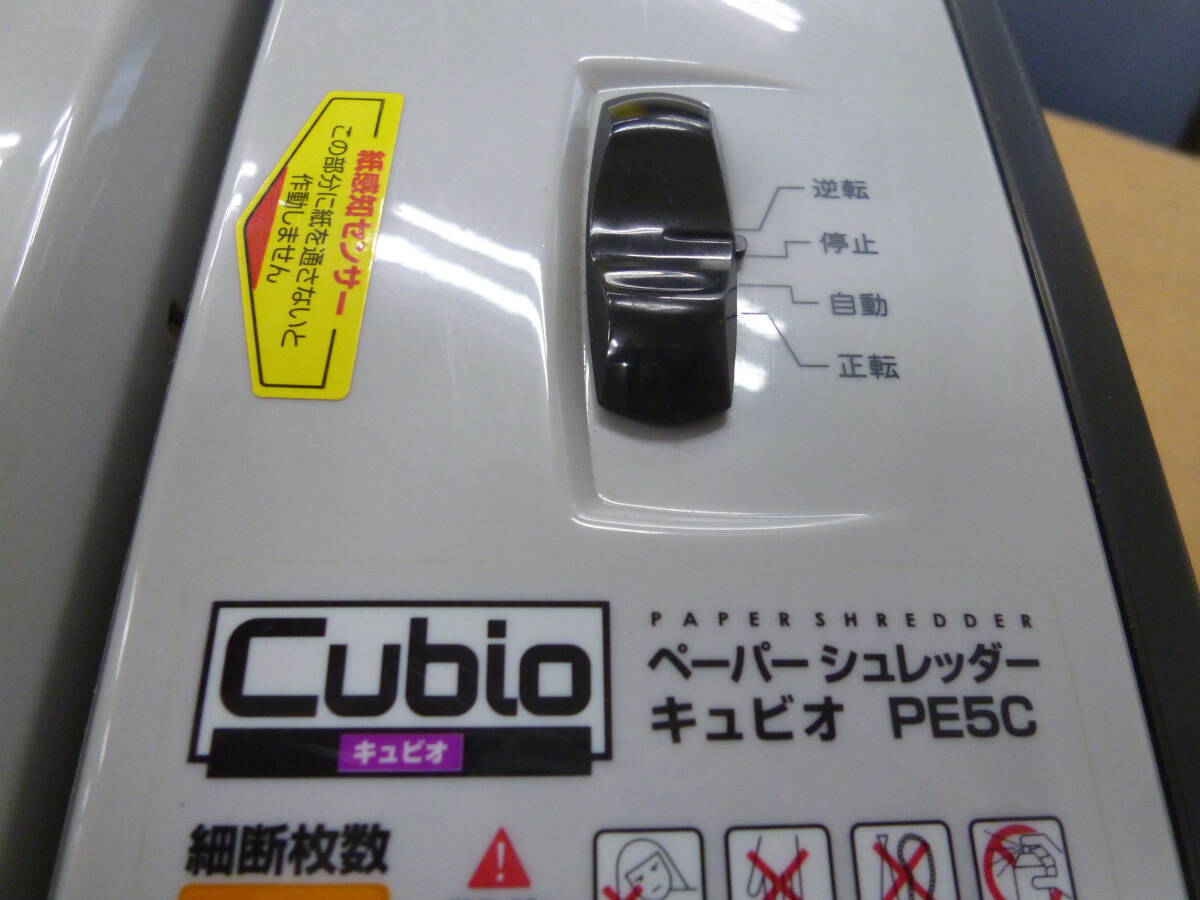 紙感知センサー
この部分に紙を通さないと
作動しません
逆転
停止
自動
正転
Cubio
キュビオ
PAPER SHREDDER
ペーパーシュレッダー
キュビオ PE5C
細断枚数